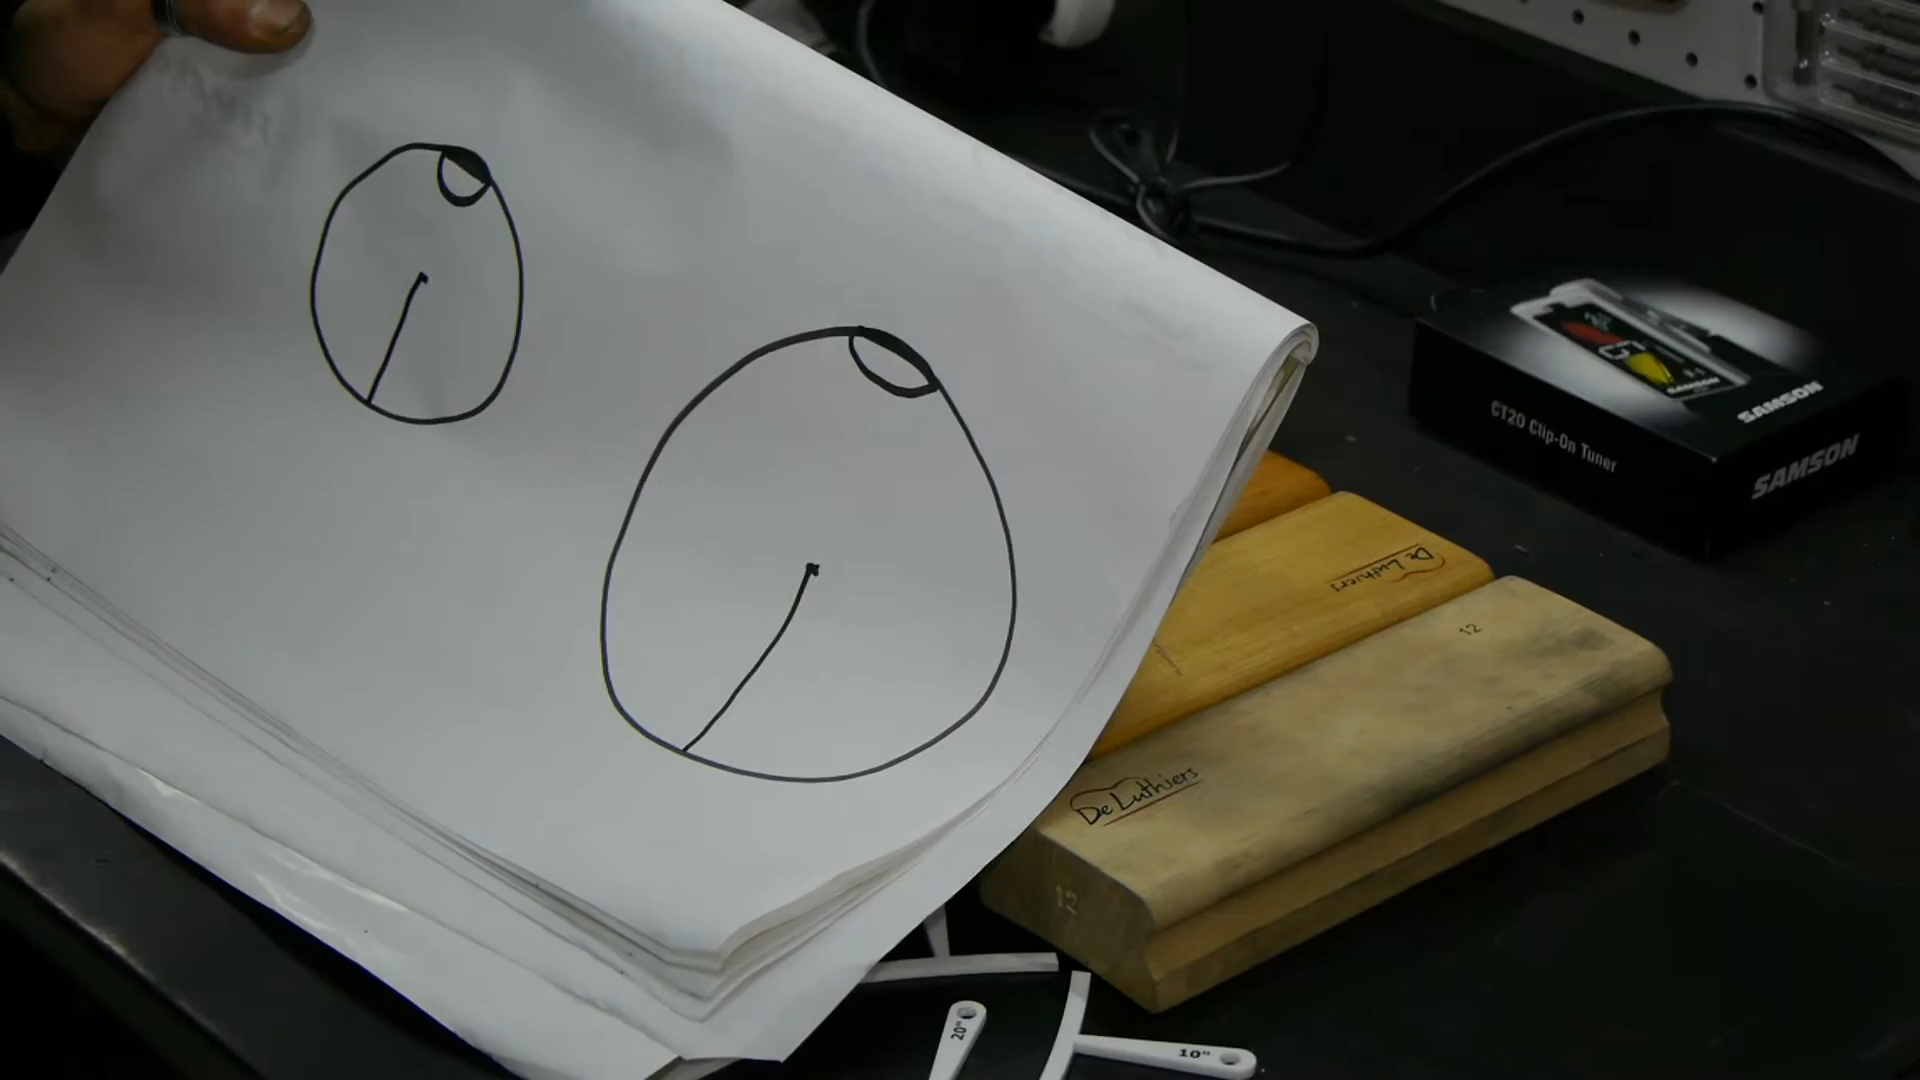 CT20 Clip-On Tuner
SAMSON
SAMSON
De Luthiers
12
De Luthiers
12
20"
10"